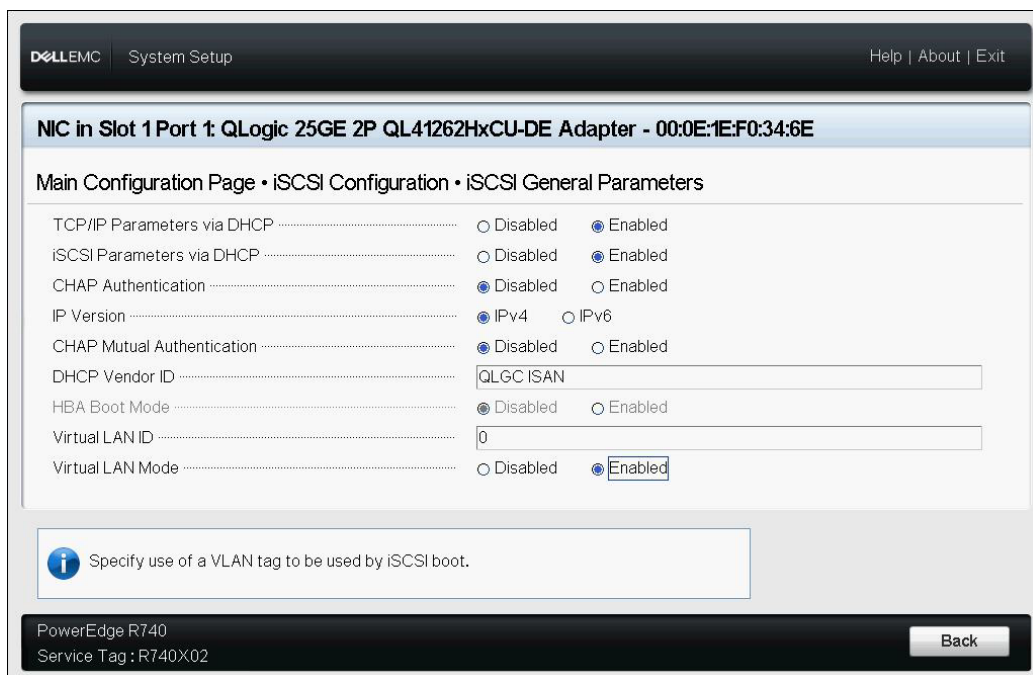 DELLEMC System Setup Help | About | Exit
NIC in Slot 1 Port 1: QLogic 25GE 2P QL41262HxCU-DE Adapter - 00:0E:1E:F0:34:6E
Main Configuration Page • iSCSI Configuration • iSCSI General Parameters
TCP/IP Parameters via DHCP Disabled Enabled
iSCSI Parameters via DHCP Disabled Enabled
CHAP Authentication Disabled Enabled
IP Version IPv4 IPv6
CHAP Mutual Authentication Disabled Enabled
DHCP Vendor ID QLGC ISAN
HBA Boot Mode Disabled Enabled
Virtual LAN ID 0
Virtual LAN Mode Disabled Enabled
Specify use of a VLAN tag to be used by iSCSI boot.
PowerEdge R740
Service Tag : R740X02 Back